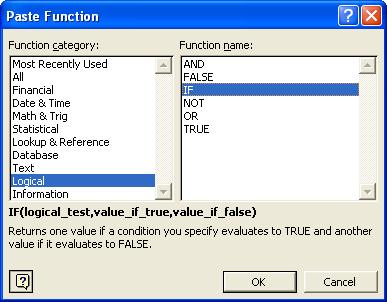 Paste Function
Function category:
Most Recently Used
All
Financial
Date & Time
Math & Trig
Statistical
Lookup & Reference
Database
Text
Logical
Information
Function name:
AND
FALSE
IF
NOT
OR
TRUE
IF(logical_test,value_if_true,value_if_false)
Returns one value if a condition you specify evaluates to TRUE and another
value if it evaluates to FALSE.
OK
Cancel